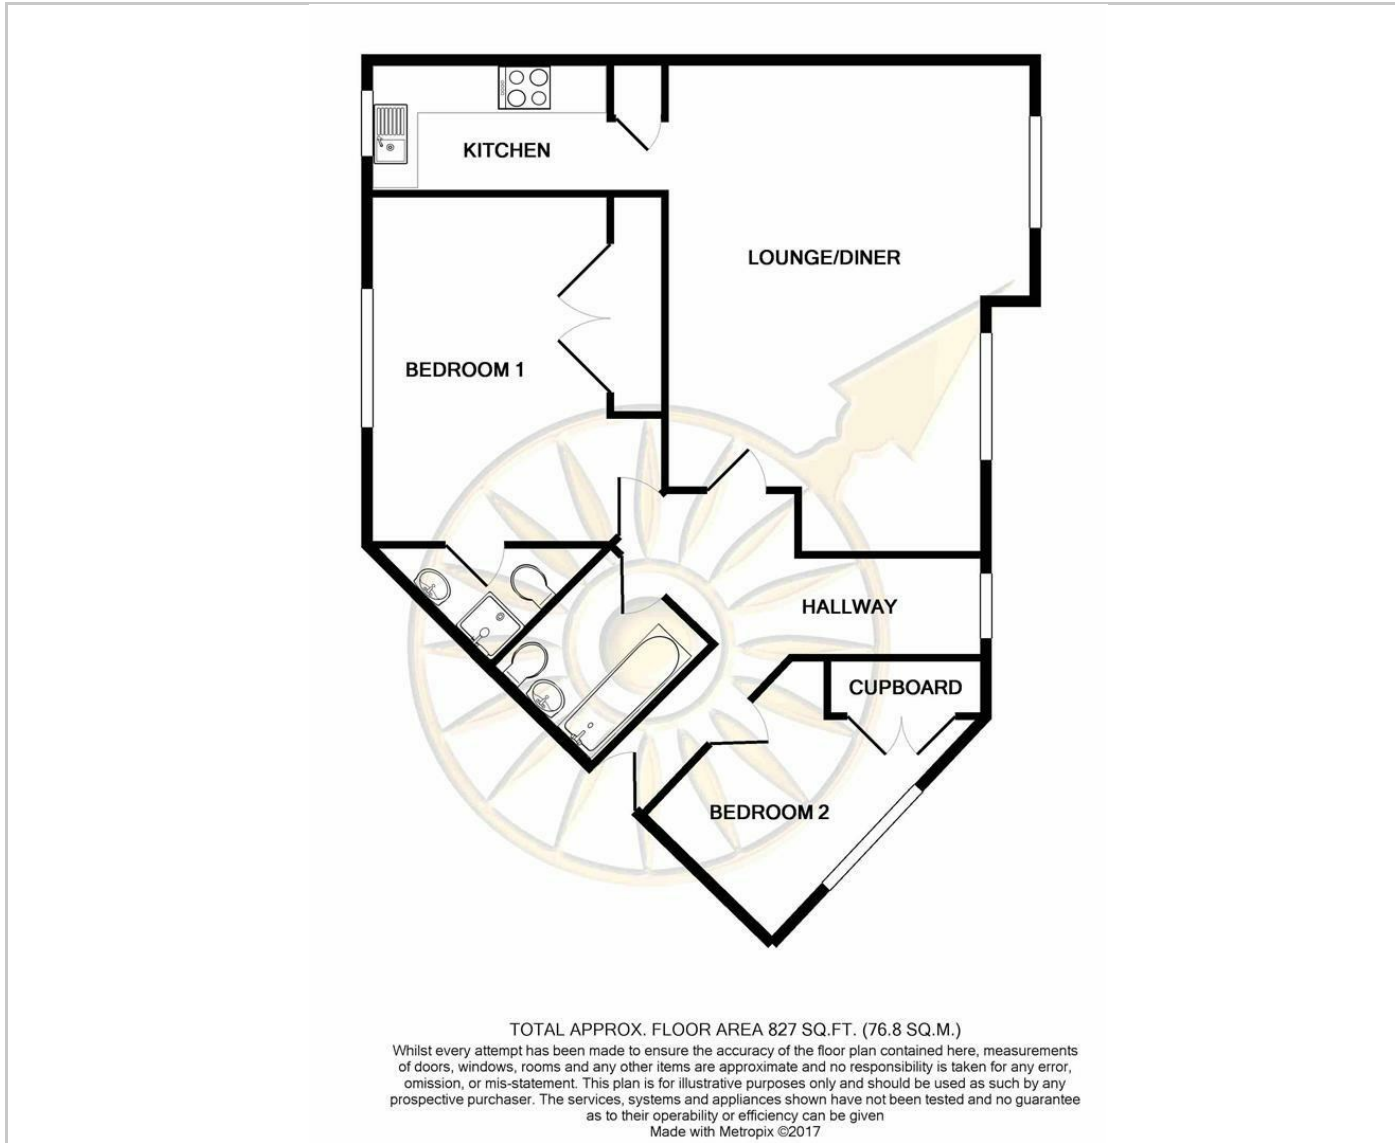 KITCHEN
LOUNGE/DINER
BEDROOM 1
HALLWAY
CUPBOARD
BEDROOM 2
TOTAL APPROX. FLOOR AREA 827 SQ.FT. (76.8 SQ.M.)
Whilst every attempt has been made to ensure the accuracy of the floor plan contained here, measurements
of doors, windows, rooms and any other items are approximate and no responsibility is taken for any error,
omission, or mis-statement. This plan is for illustrative purposes only and should be used as such by any
prospective purchaser. The services, systems and appliances shown have not been tested and no guarantee
as to their operability or efficiency can be given
Made with Metropix ©2017